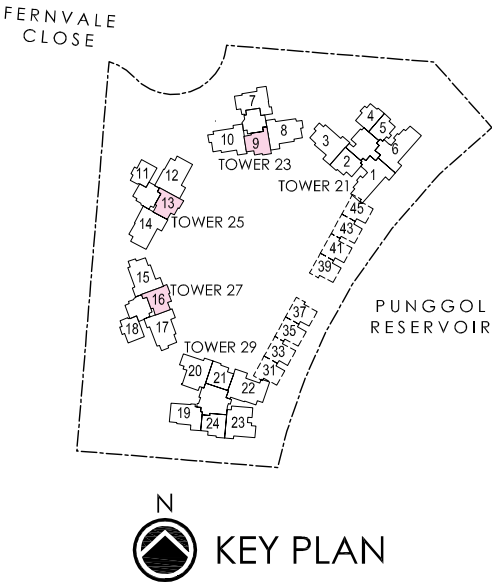 FERNVALE
CLOSE
7
10
9
8
TOWER 23
4
5
3
6
2
1
TOWER 21
11
12
13
14
TOWER 25
45
43
41
39
15
16
TOWER 27
18
17
37
35
33
31
PUNGGOL
RESERVOIR
TOWER 29
20
21
22
19
24
23
N
KEY PLAN